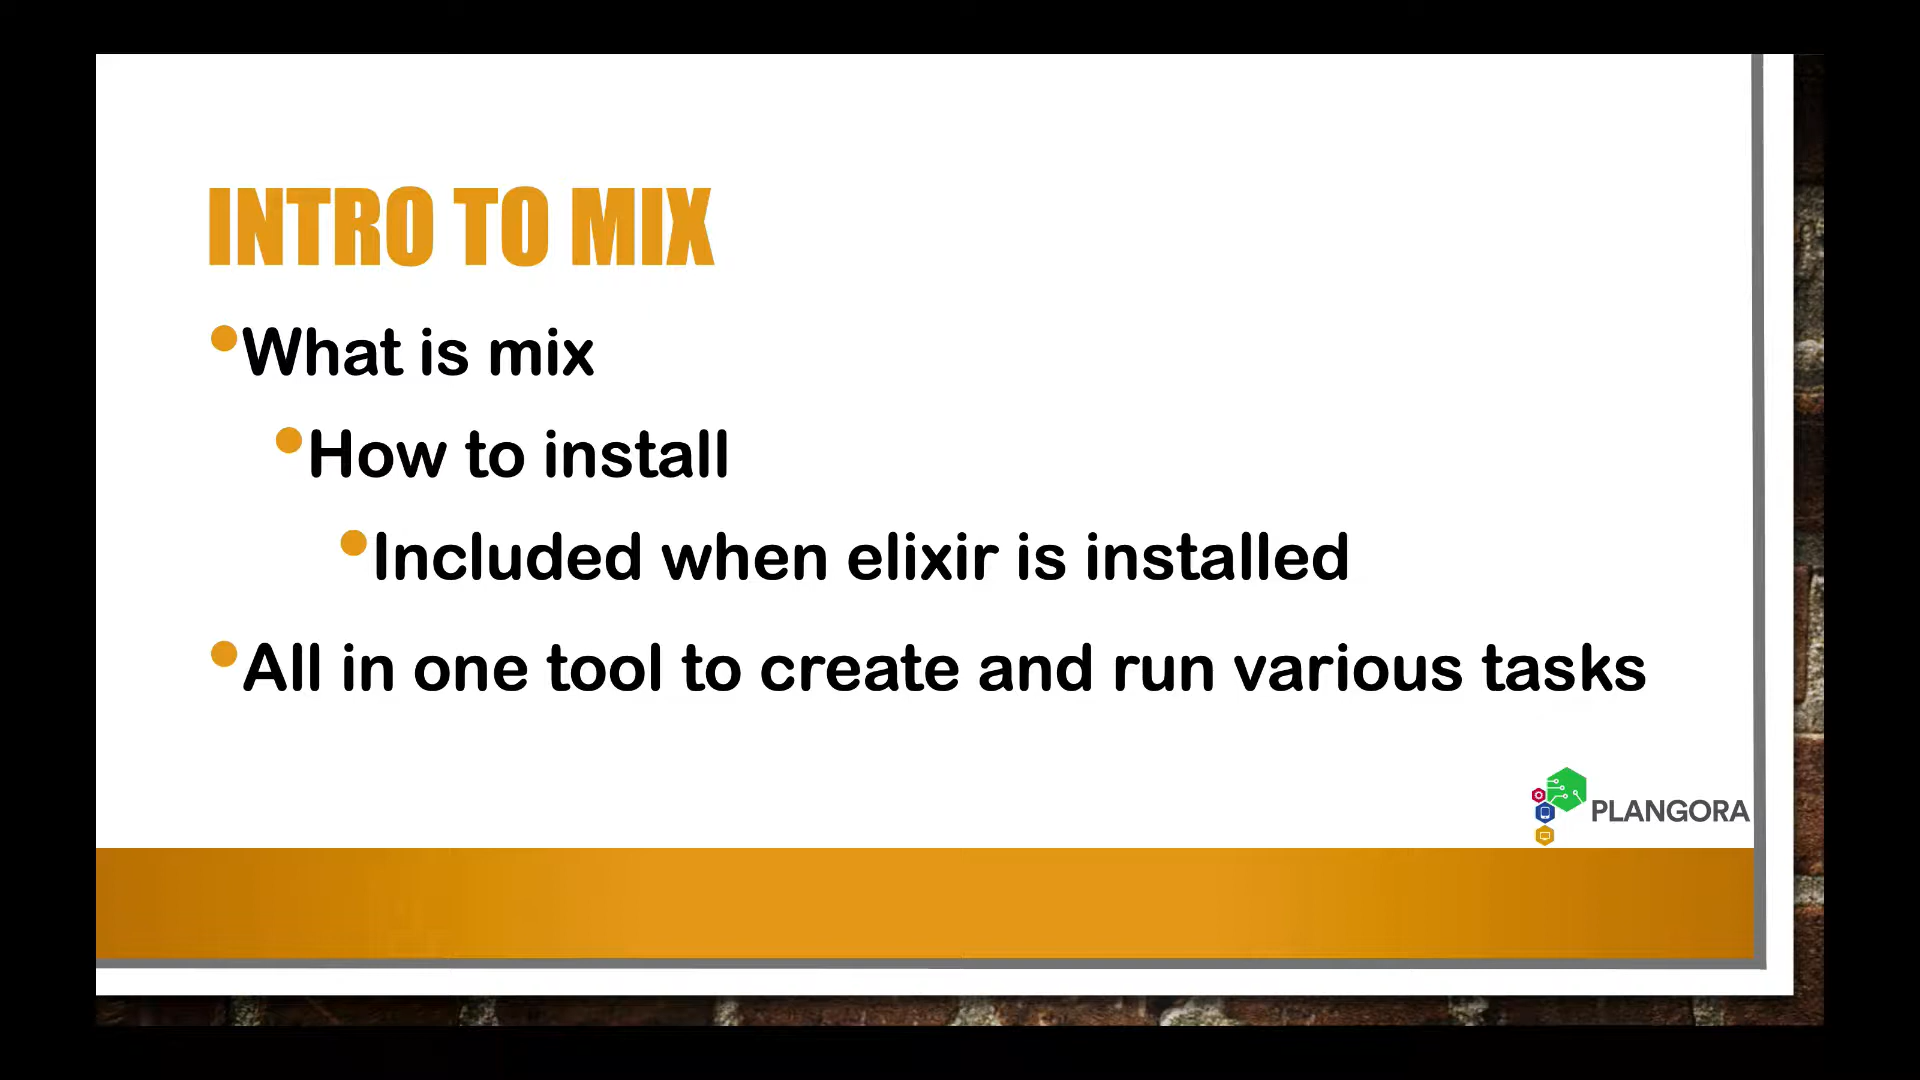 INTRO TO MIX
What is mix
How to install
Included when elixir is installed
All in one tool to create and run various tasks
PLANGORA